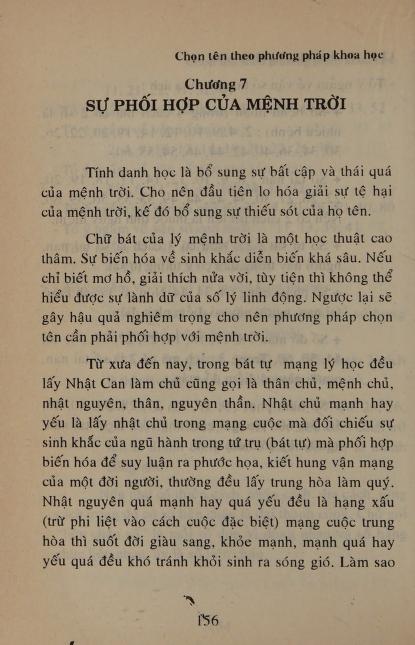 Chọn tên theo phương pháp khoa học
Chương 7
SỰ PHỐI HỢP CỦA MỆNH TRỜI
Tính danh học là bổ sung sự bất cập và thái quá
của mệnh trời. Cho nên đầu tiên lo hóa giải sự tệ hại
của mệnh trời, kế đó bổ sung sự thiếu sót của họ tên.
Chữ bát của lý mệnh trời là một học thuật cao
thâm. Sự biến hóa về sinh khắc diễn biến khá sâu. Nếu
chỉ biết mơ hồ, giải thích nửa vời, tùy tiện thì không thể
hiểu được sự lành dữ của số lý linh động. Ngược lại sẽ
gây hậu quả nghiêm trọng cho nên phương pháp chọn
tên cần phải phối hợp với mệnh trời.
Từ xưa đến nay, trong bát tự mạng lý học đều
lấy Nhật Can làm chủ cũng gọi là thân chủ, mệnh chủ,
nhật nguyên, thân, nguyên thần. Nhật chủ mạnh hay
yếu là lấy nhật chủ trong mạng cuộc mà đối chiếu sự
sinh khắc của ngũ hành trong tứ trụ (bát tự) mà phối hợp
biến hóa để suy luận ra phước họa, kiết hung vận mạng
của một đời người, thường đều lấy trung hòa làm quý.
Nhật nguyên quá mạnh hay quá yếu đều là hạng xấu
(trừ phi liệt vào cách cuộc đặc biệt) mạng cuộc trung
hòa thì suốt đời giàu sang, khỏe mạnh, mạnh quá hay
yếu quá đều khó tránh khỏi sinh ra sóng gió. Làm sao
156